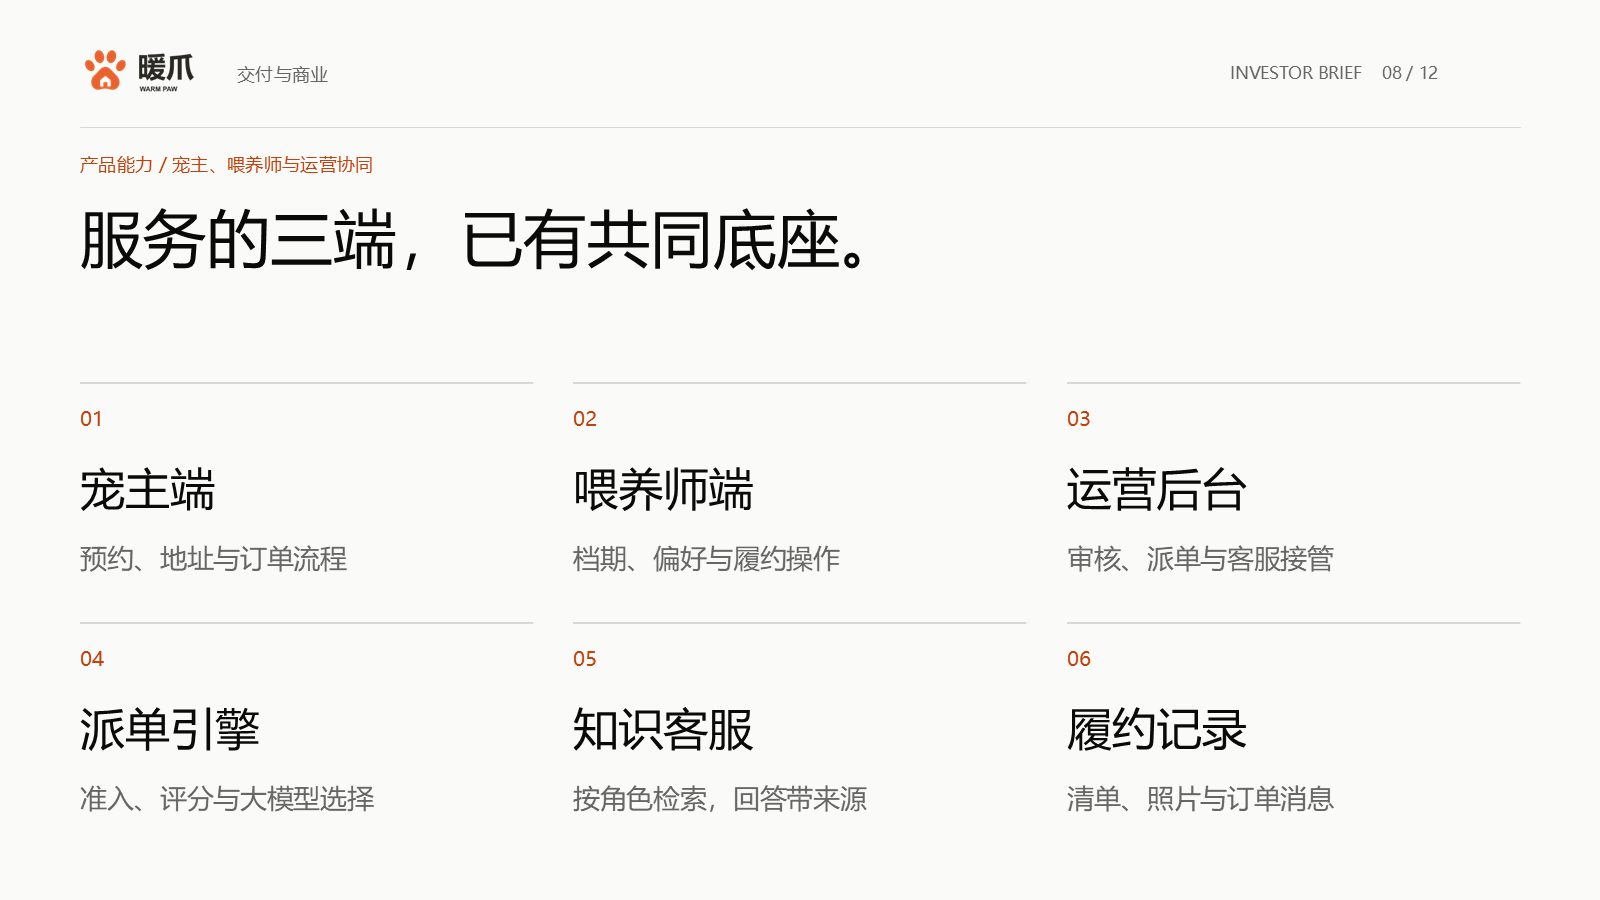 暖爪
WARM PAW
交付与商业
INVESTOR BRIEF 08 / 12
产品能力 / 宠主、喂养师与运营协同
服务的三端，已有共同底座。
01
宠主端
预约、地址与订单流程
02
喂养师端
档期、偏好与履约操作
03
运营后台
审核、派单与客服接管
04
派单引擎
准入、评分与大模型选择
05
知识客服
按角色检索，回答带来源
06
履约记录
清单、照片与订单消息